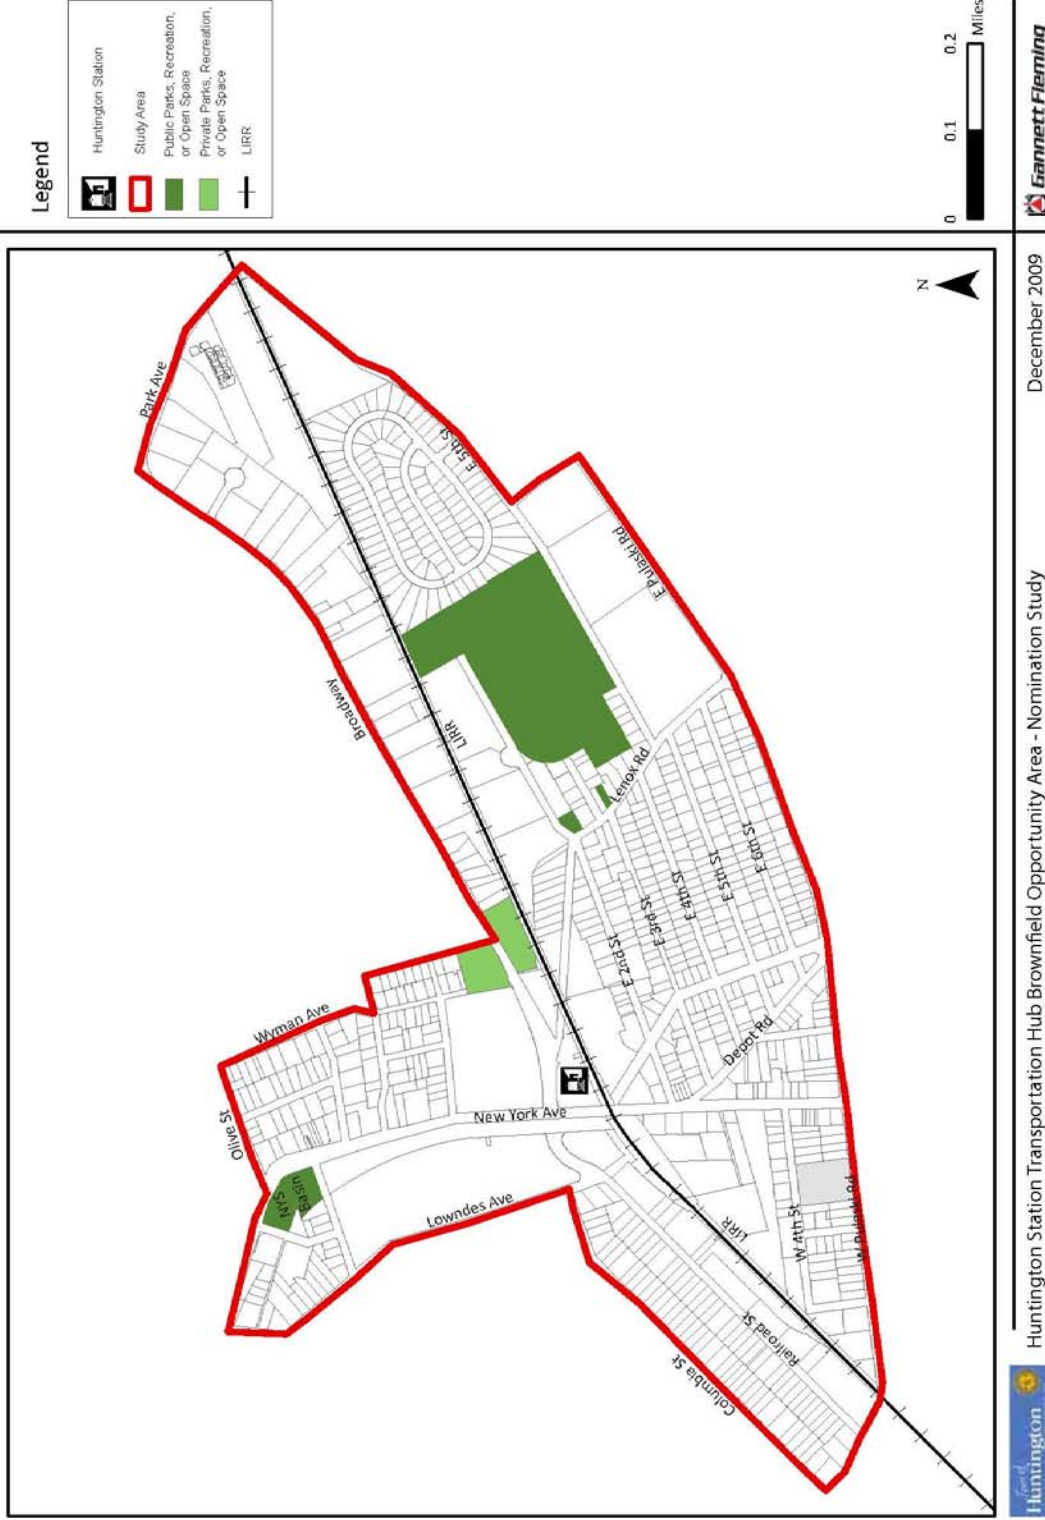 Legend
Huntington Station
Study Area
Public Parks, Recreation,
or Open Space
Private Parks, Recreation,
or Open Space
LIRR
0 0.1 0.2
Miles
Gannett Fleming
N
Park Ave
E 5th St
E Pulaski Rd
Broadway
LIRR
Lenox Rd
E 6th St
E 5th St
E 4th St
E 3rd St
E 2nd St
Wyman Ave
Depot Rd
Olive St
New York Ave
NYS
Basin
Lowndes Ave
W 4th St
W Pulaski Rd
LIRR
Railroad St
Columbia St
Town of
Huntington
Huntington Station Transportation Hub Brownfield Opportunity Area - Nomination Study
December 2009